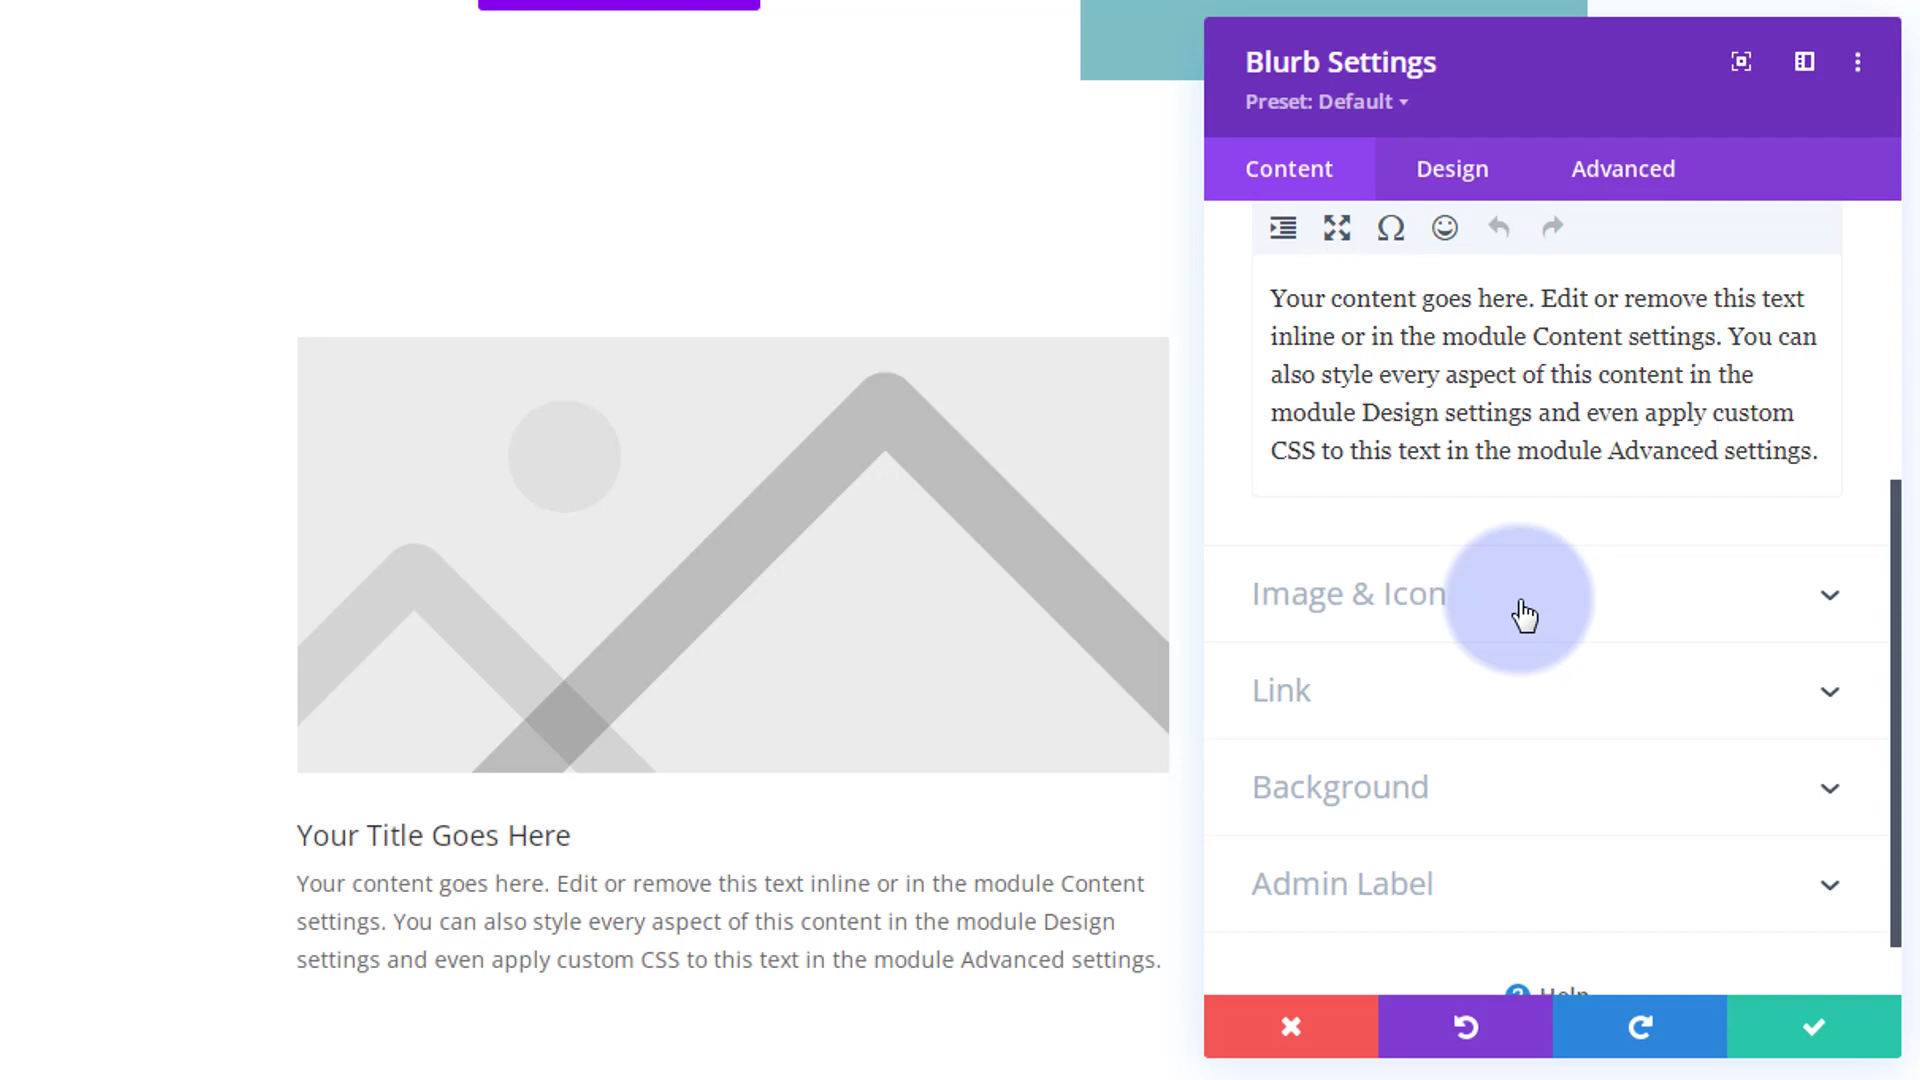 Blurb Settings
Preset: Default
Content
Design
Advanced
Your content goes here. Edit or remove this text
inline or in the module Content settings. You can
also style every aspect of this content in the
module Design settings and even apply custom
CSS to this text in the module Advanced settings.
Image & Icon
Link
Background
Admin Label
Help
Your Title Goes Here
Your content goes here. Edit or remove this text inline or in the module Content
settings. You can also style every aspect of this content in the module Design
settings and even apply custom CSS to this text in the module Advanced settings.